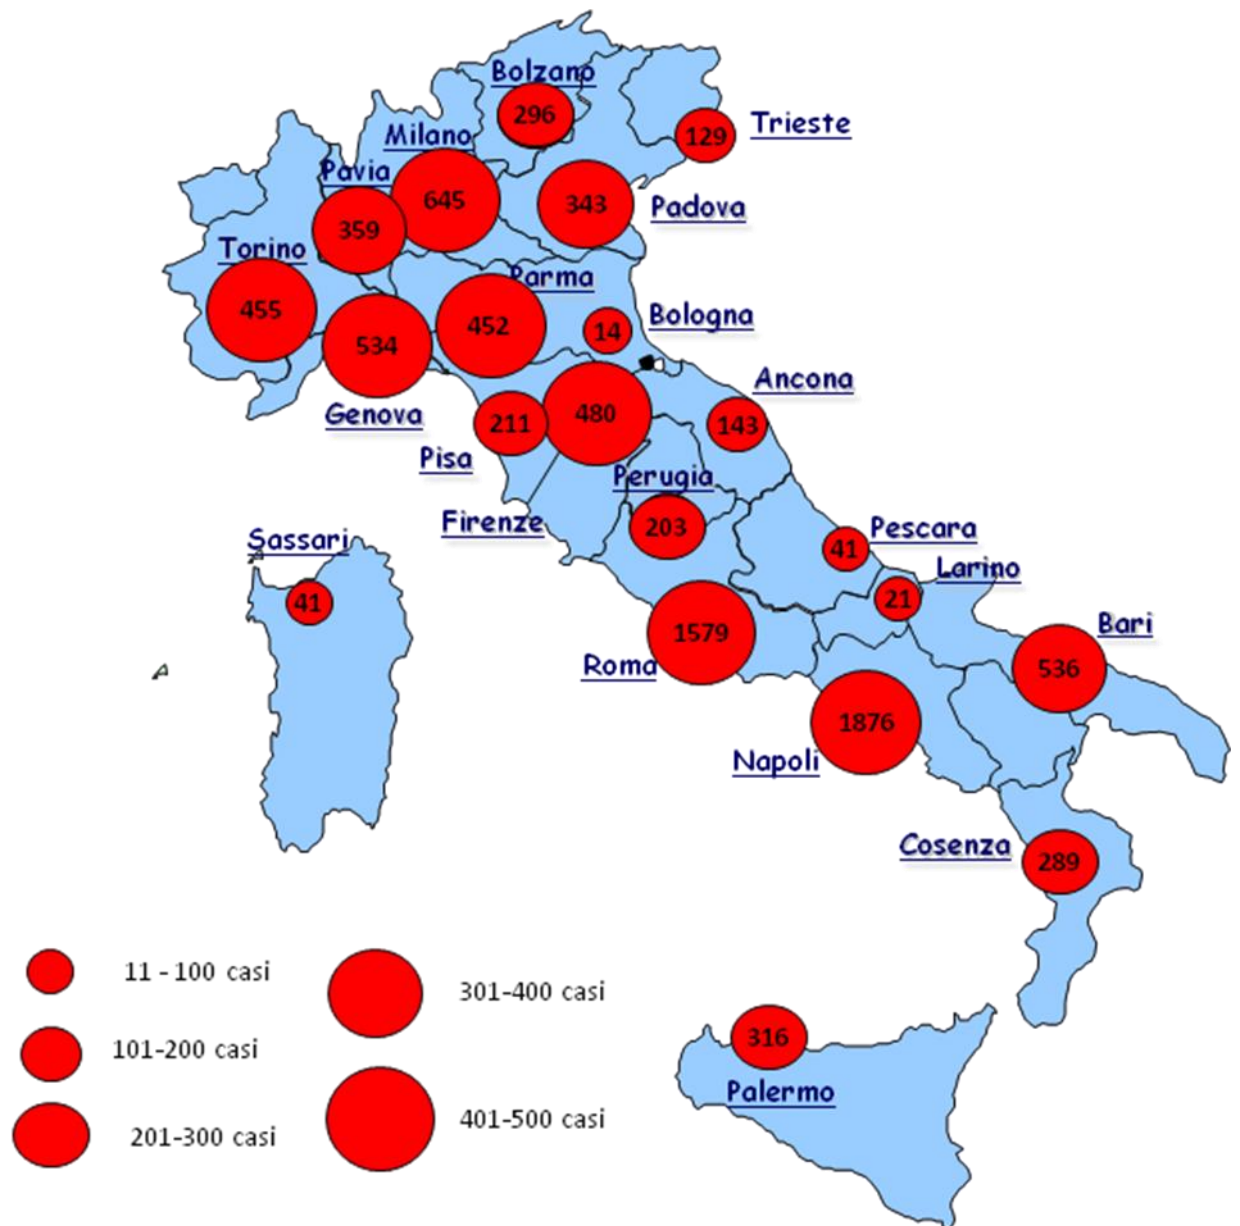 Bolzano
296
Trieste
129
Milano
645
Pavia
359
Padova
343
Torino
455
Parma
452
Bologna
14
Genova
534
Ancona
143
Pisa
211
480
Firenze
Perugia
203
Pescara
41
Larino
21
Sassari
41
Roma
1579
Bari
536
Napoli
1876
Cosenza
289
316
Palermo
11 - 100 casi
101-200 casi
201-300 casi
301-400 casi
401-500 casi